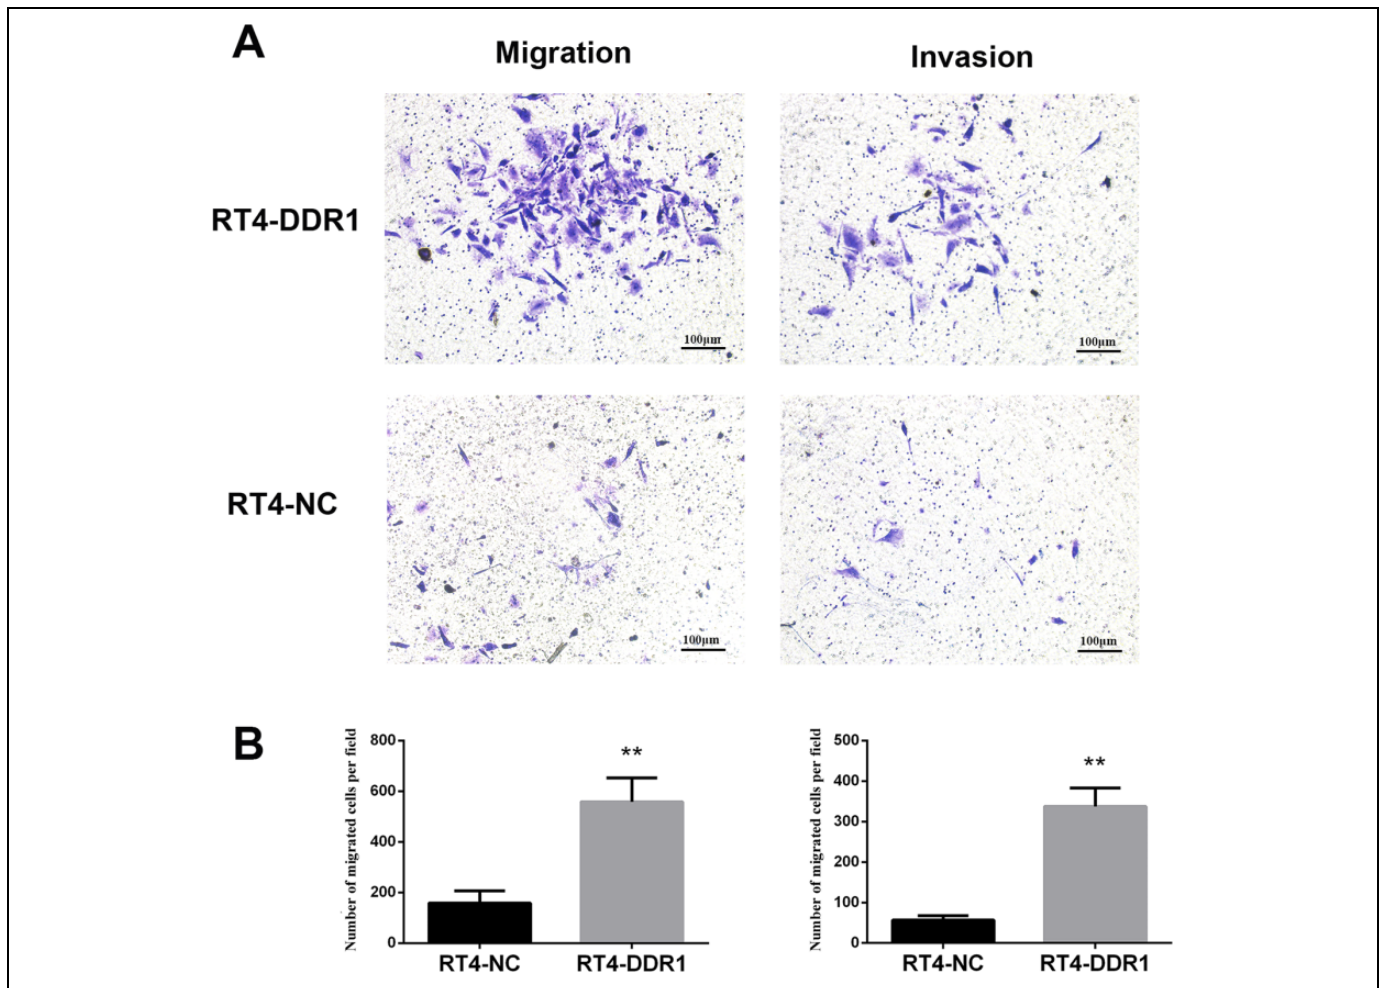 A
Migration
Invasion
RT4-DDR1
100μm
100μm
RT4-NC
100μm
100μm
B
Number of migrated cells per field
800
600
400
200
0
**
RT4-NC
RT4-DDR1
Number of migrated cells per field
500
400
300
200
100
0
**
RT4-NC
RT4-DDR1